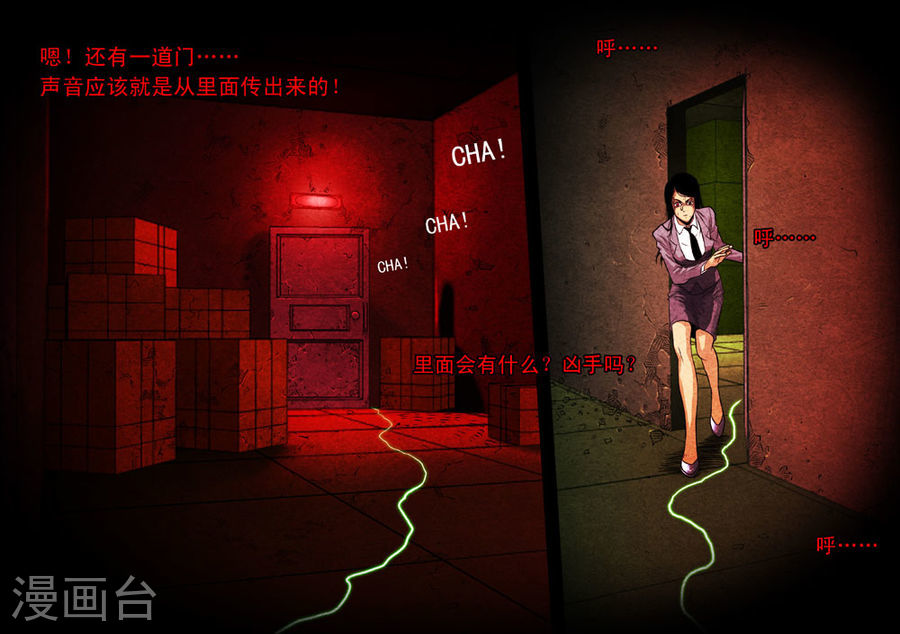 嗯！还有一道门……
声音应该就是从里面传出来的！
CHA!
CHA!
CHA!
里面会有什么？凶手吗？
呼……
呼……
呼……
漫画台